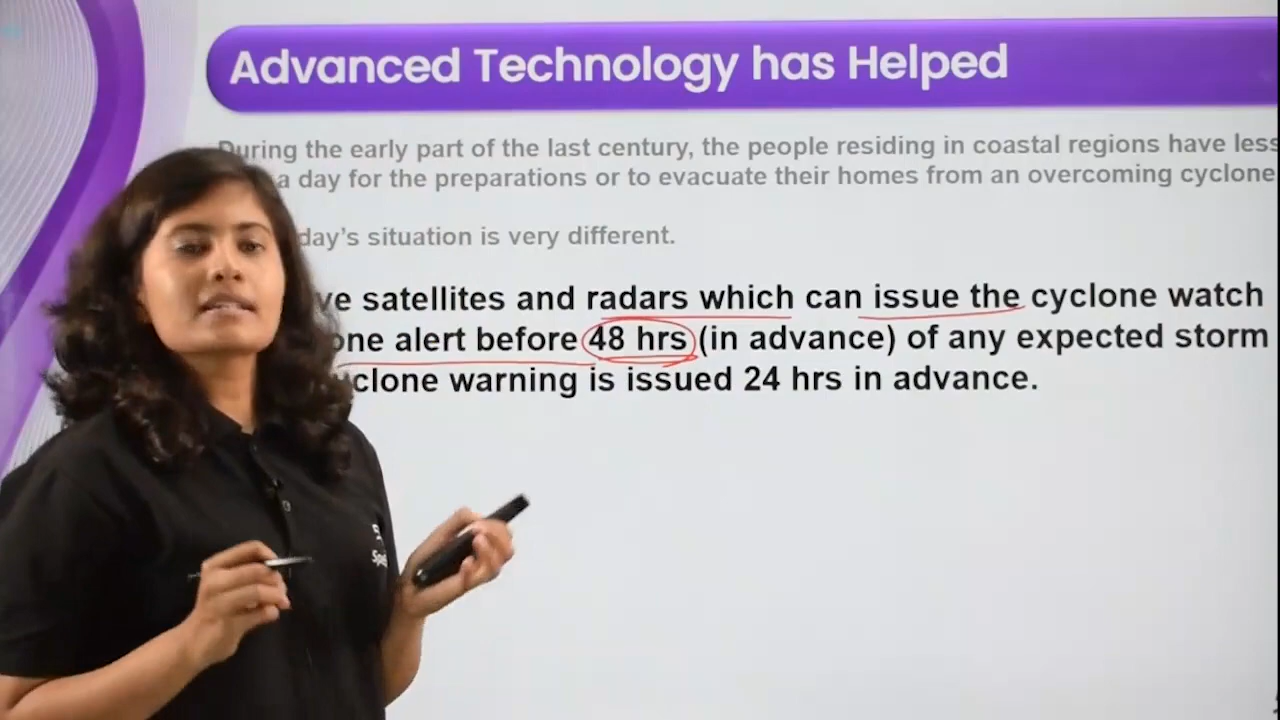 Advanced Technology has Helped
During the early part of the last century, the people residing in coastal regions have less
a day for the preparations or to evacuate their homes from an overcoming cyclone
day's situation is very different.
ve satellites and radars which can issue the cyclone watch
one alert before 48 hrs (in advance) of any expected storm
clone warning is issued 24 hrs in advance.